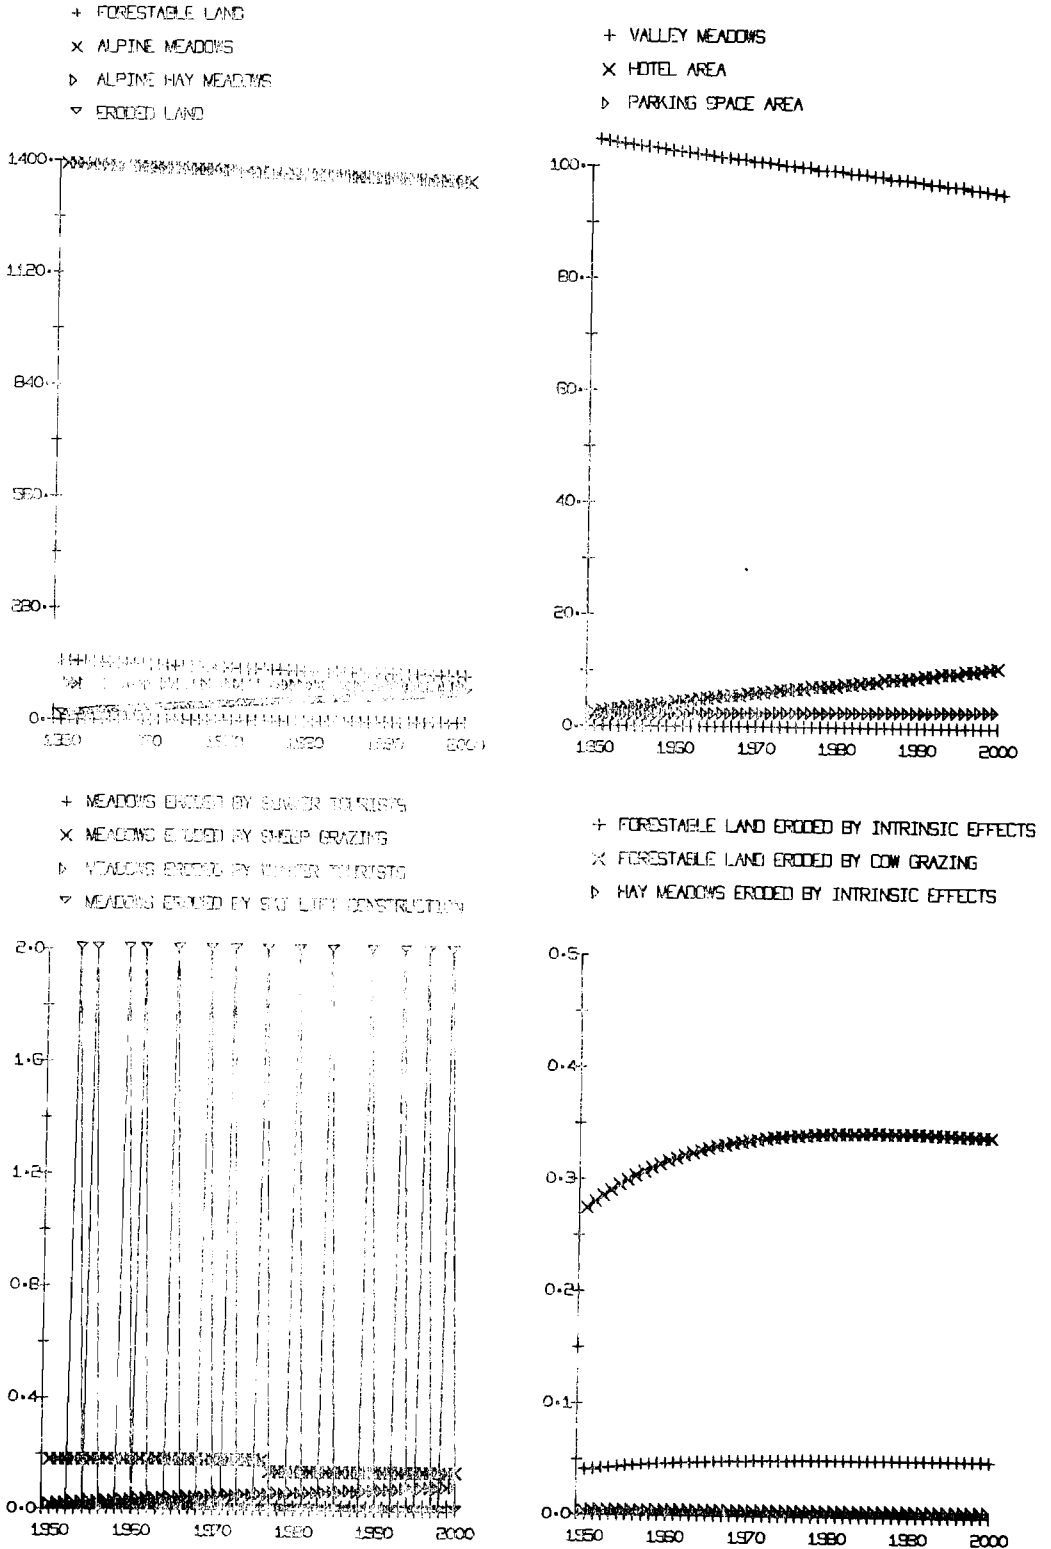 + FORESTABLE LAND
× ALPINE MEADOWS
▷ ALPINE HAY MEADOWS
▽ ERODED LAND
1400.
1120.
840.
560.
280.
0.
1950 1970 1980 1990 2000
+ VALLEY MEADOWS
× HOTEL AREA
▷ PARKING SPACE AREA
100.
80.
60.
40.
20.
0.
1950 1960 1970 1980 1990 2000
+ MEADOWS ERODED BY SUMMER TOURISTS
× MEADOWS ERODED BY SHEEP GRAZING
▷ MEADOWS ERODED BY WINTER TOURISTS
▽ MEADOWS ERODED BY SKI LIFT CONSTRUCTION
2.0
1.6
1.2
0.8
0.4
0.0
1950 1960 1970 1980 1990 2000
+ FORESTABLE LAND ERODED BY INTRINSIC EFFECTS
× FORESTABLE LAND ERODED BY COW GRAZING
▷ HAY MEADOWS ERODED BY INTRINSIC EFFECTS
0.5
0.4
0.3
0.2
0.1
0.0
1950 1960 1970 1980 1990 2000